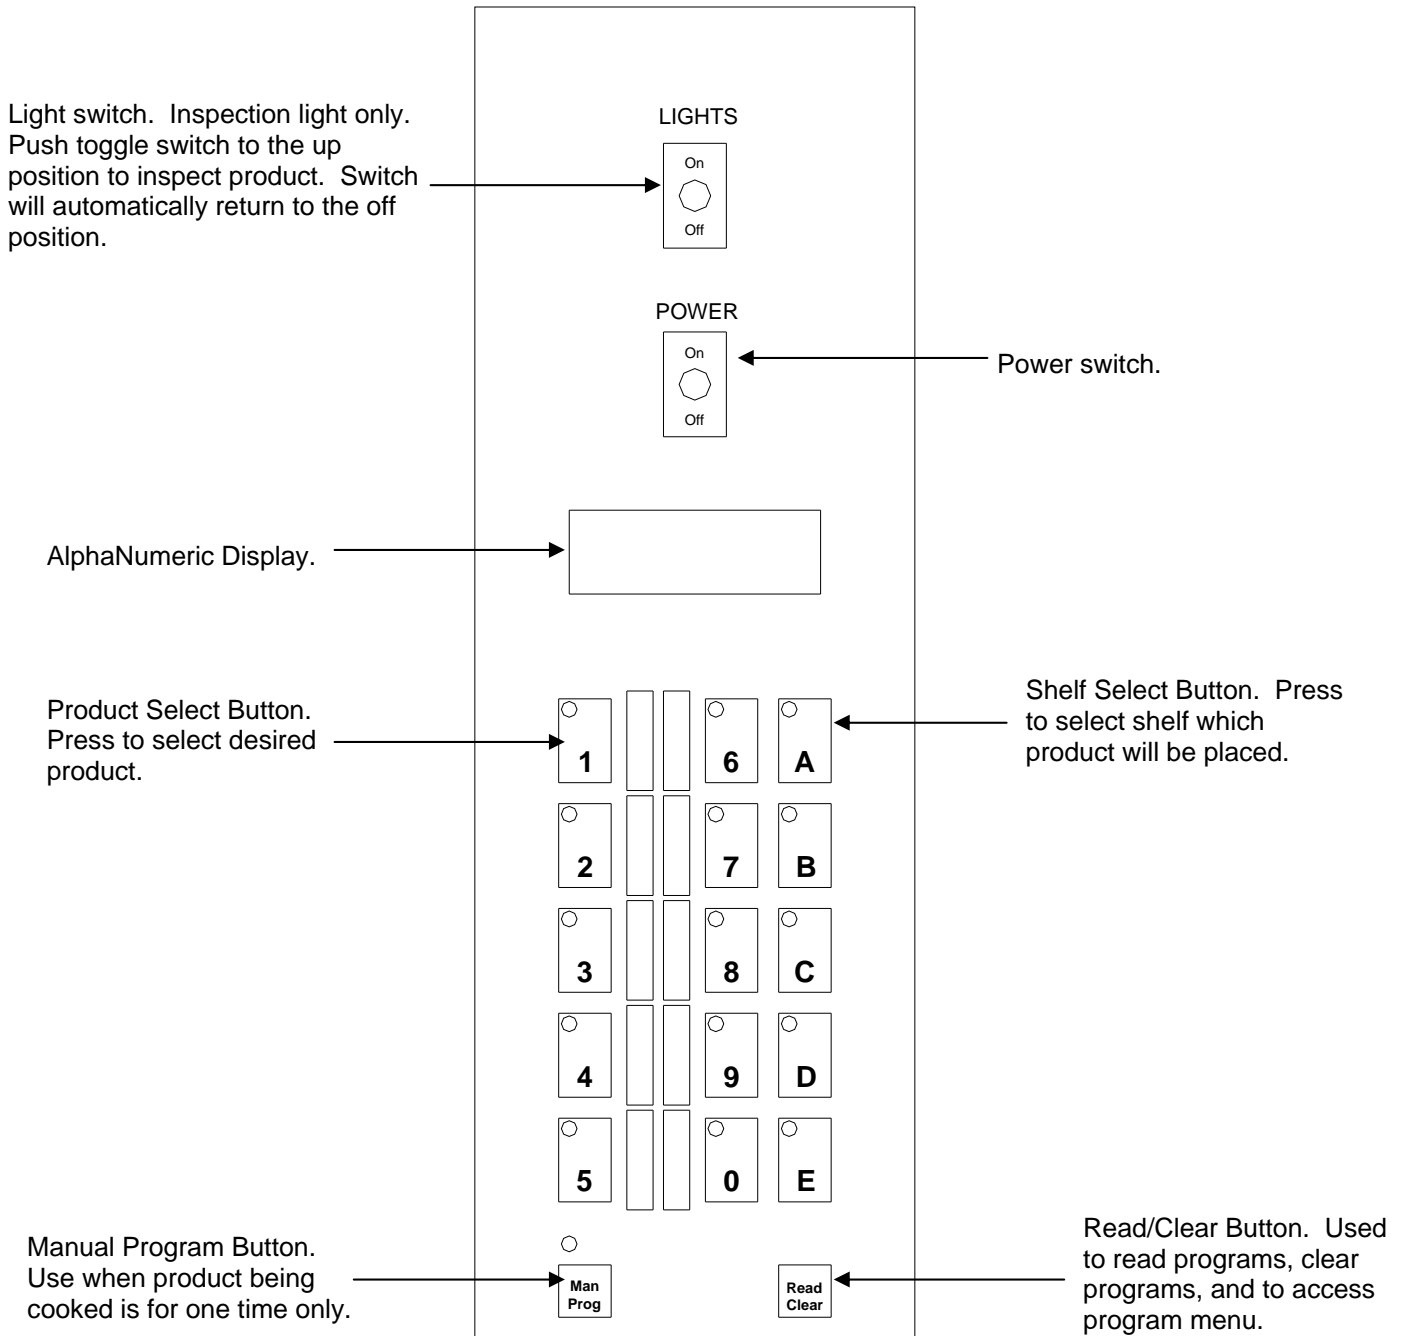 LIGHTS
Light switch.  Inspection light only.
Push toggle switch to the up
position to inspect product.  Switch
will automatically return to the off
position.
On
Off
POWER
On
Off
Power switch.
AlphaNumeric Display.
Product Select Button.
Press to select desired
product.
Shelf Select Button.  Press
to select shelf which
product will be placed.
1 6 A
2 7 B
3 8 C
4 9 D
5 0 E
Manual Program Button.
Use when product being
cooked is for one time only.
Man
Prog
Read
Clear
Read/Clear Button.  Used
to read programs, clear
programs, and to access
program menu.